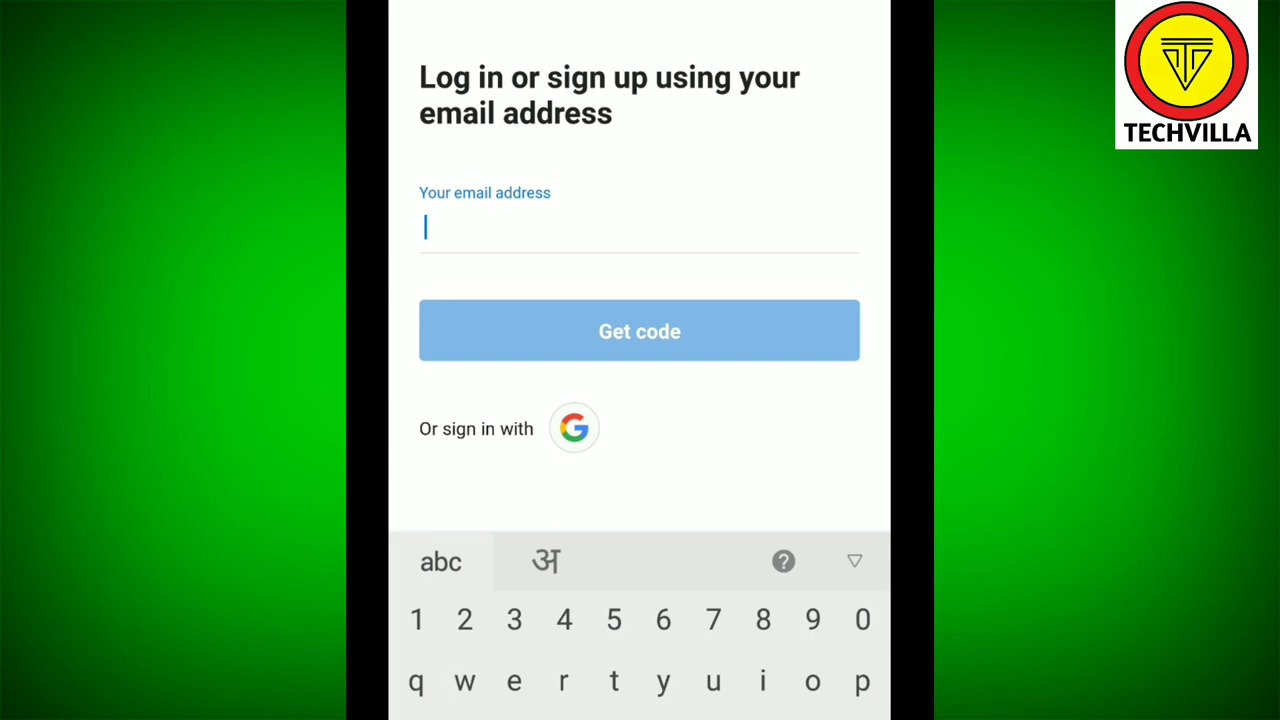 Log in or sign up using your
email address
Your email address
Get code
Or sign in with
abc अ ?
1 2 3 4 5 6 7 8 9 0
q w e r t y u i o p
TECHVILLA